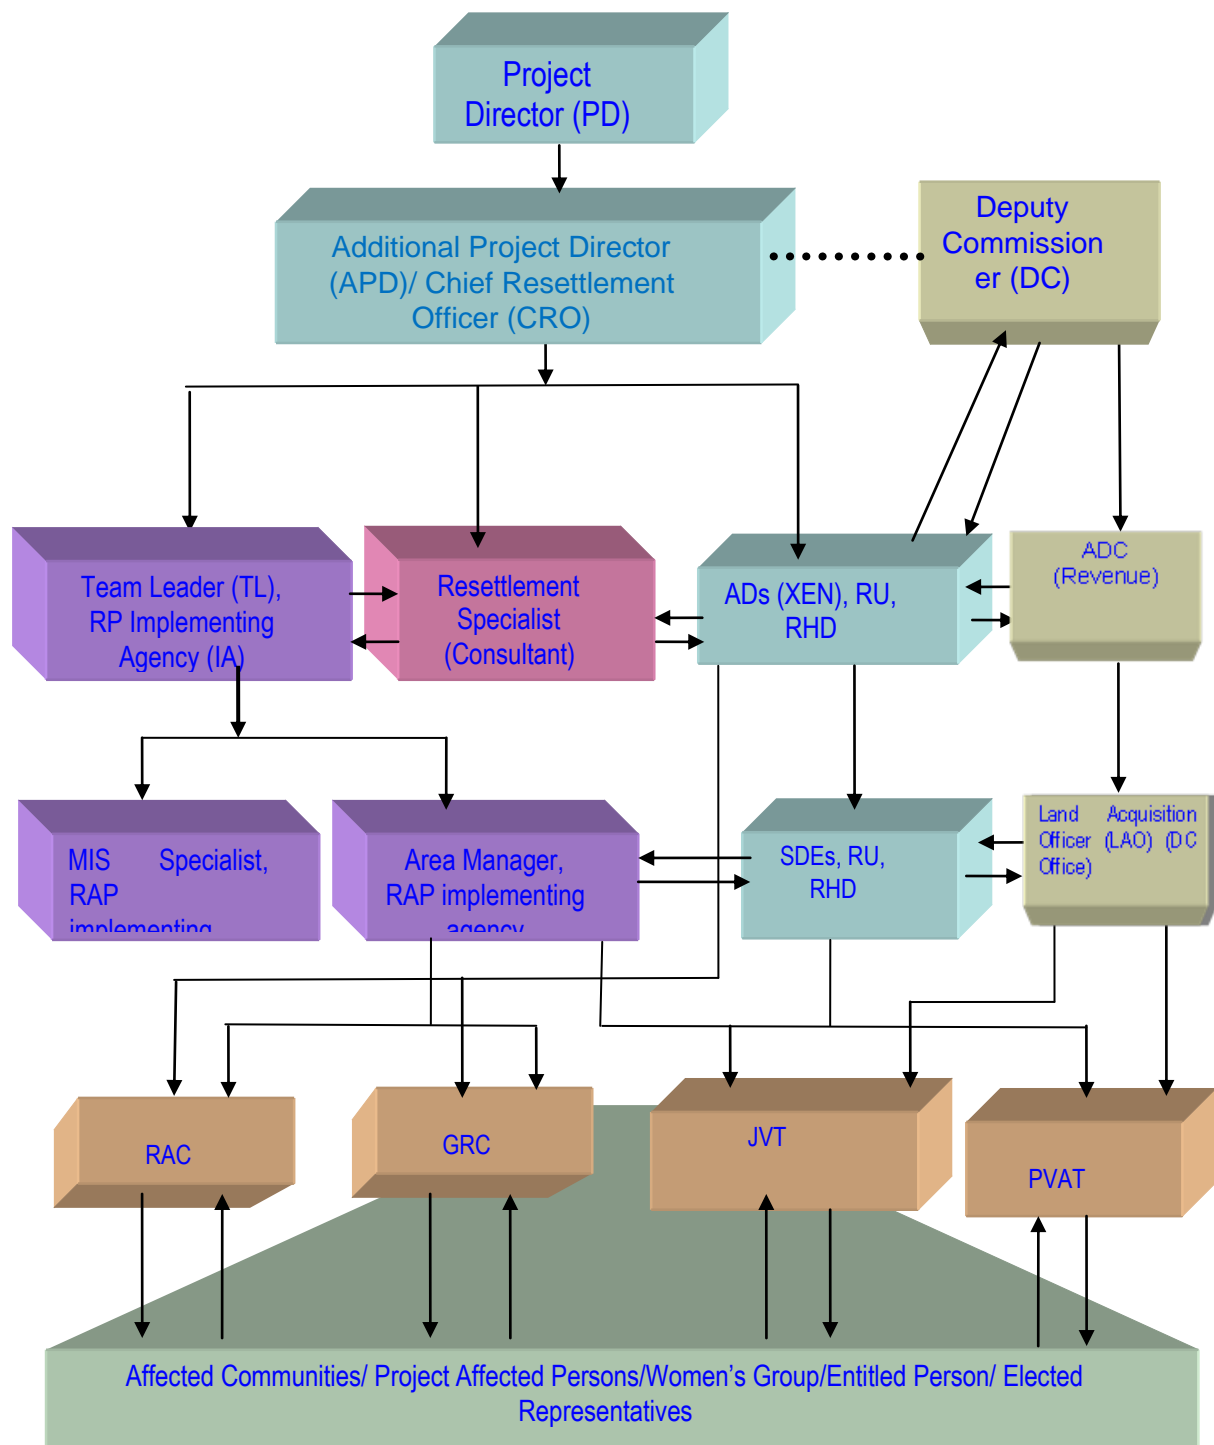 Project
Director (PD)
Additional Project Director
(APD)/ Chief Resettlement
Officer (CRO)
Deputy
Commission
er (DC)
Team Leader (TL),
RP Implementing
Agency (IA)
Resettlement
Specialist
(Consultant)
ADs (XEN), RU,
RHD
ADC
(Revenue)
MIS Specialist,
RAP
implementing
Area Manager,
RAP implementing
agency
SDEs, RU,
RHD
Land Acquisition
Officer (LAO) (DC
Office)
RAC
GRC
JVT
PVAT
Affected Communities/ Project Affected Persons/Women's Group/Entitled Person/ Elected
Representatives